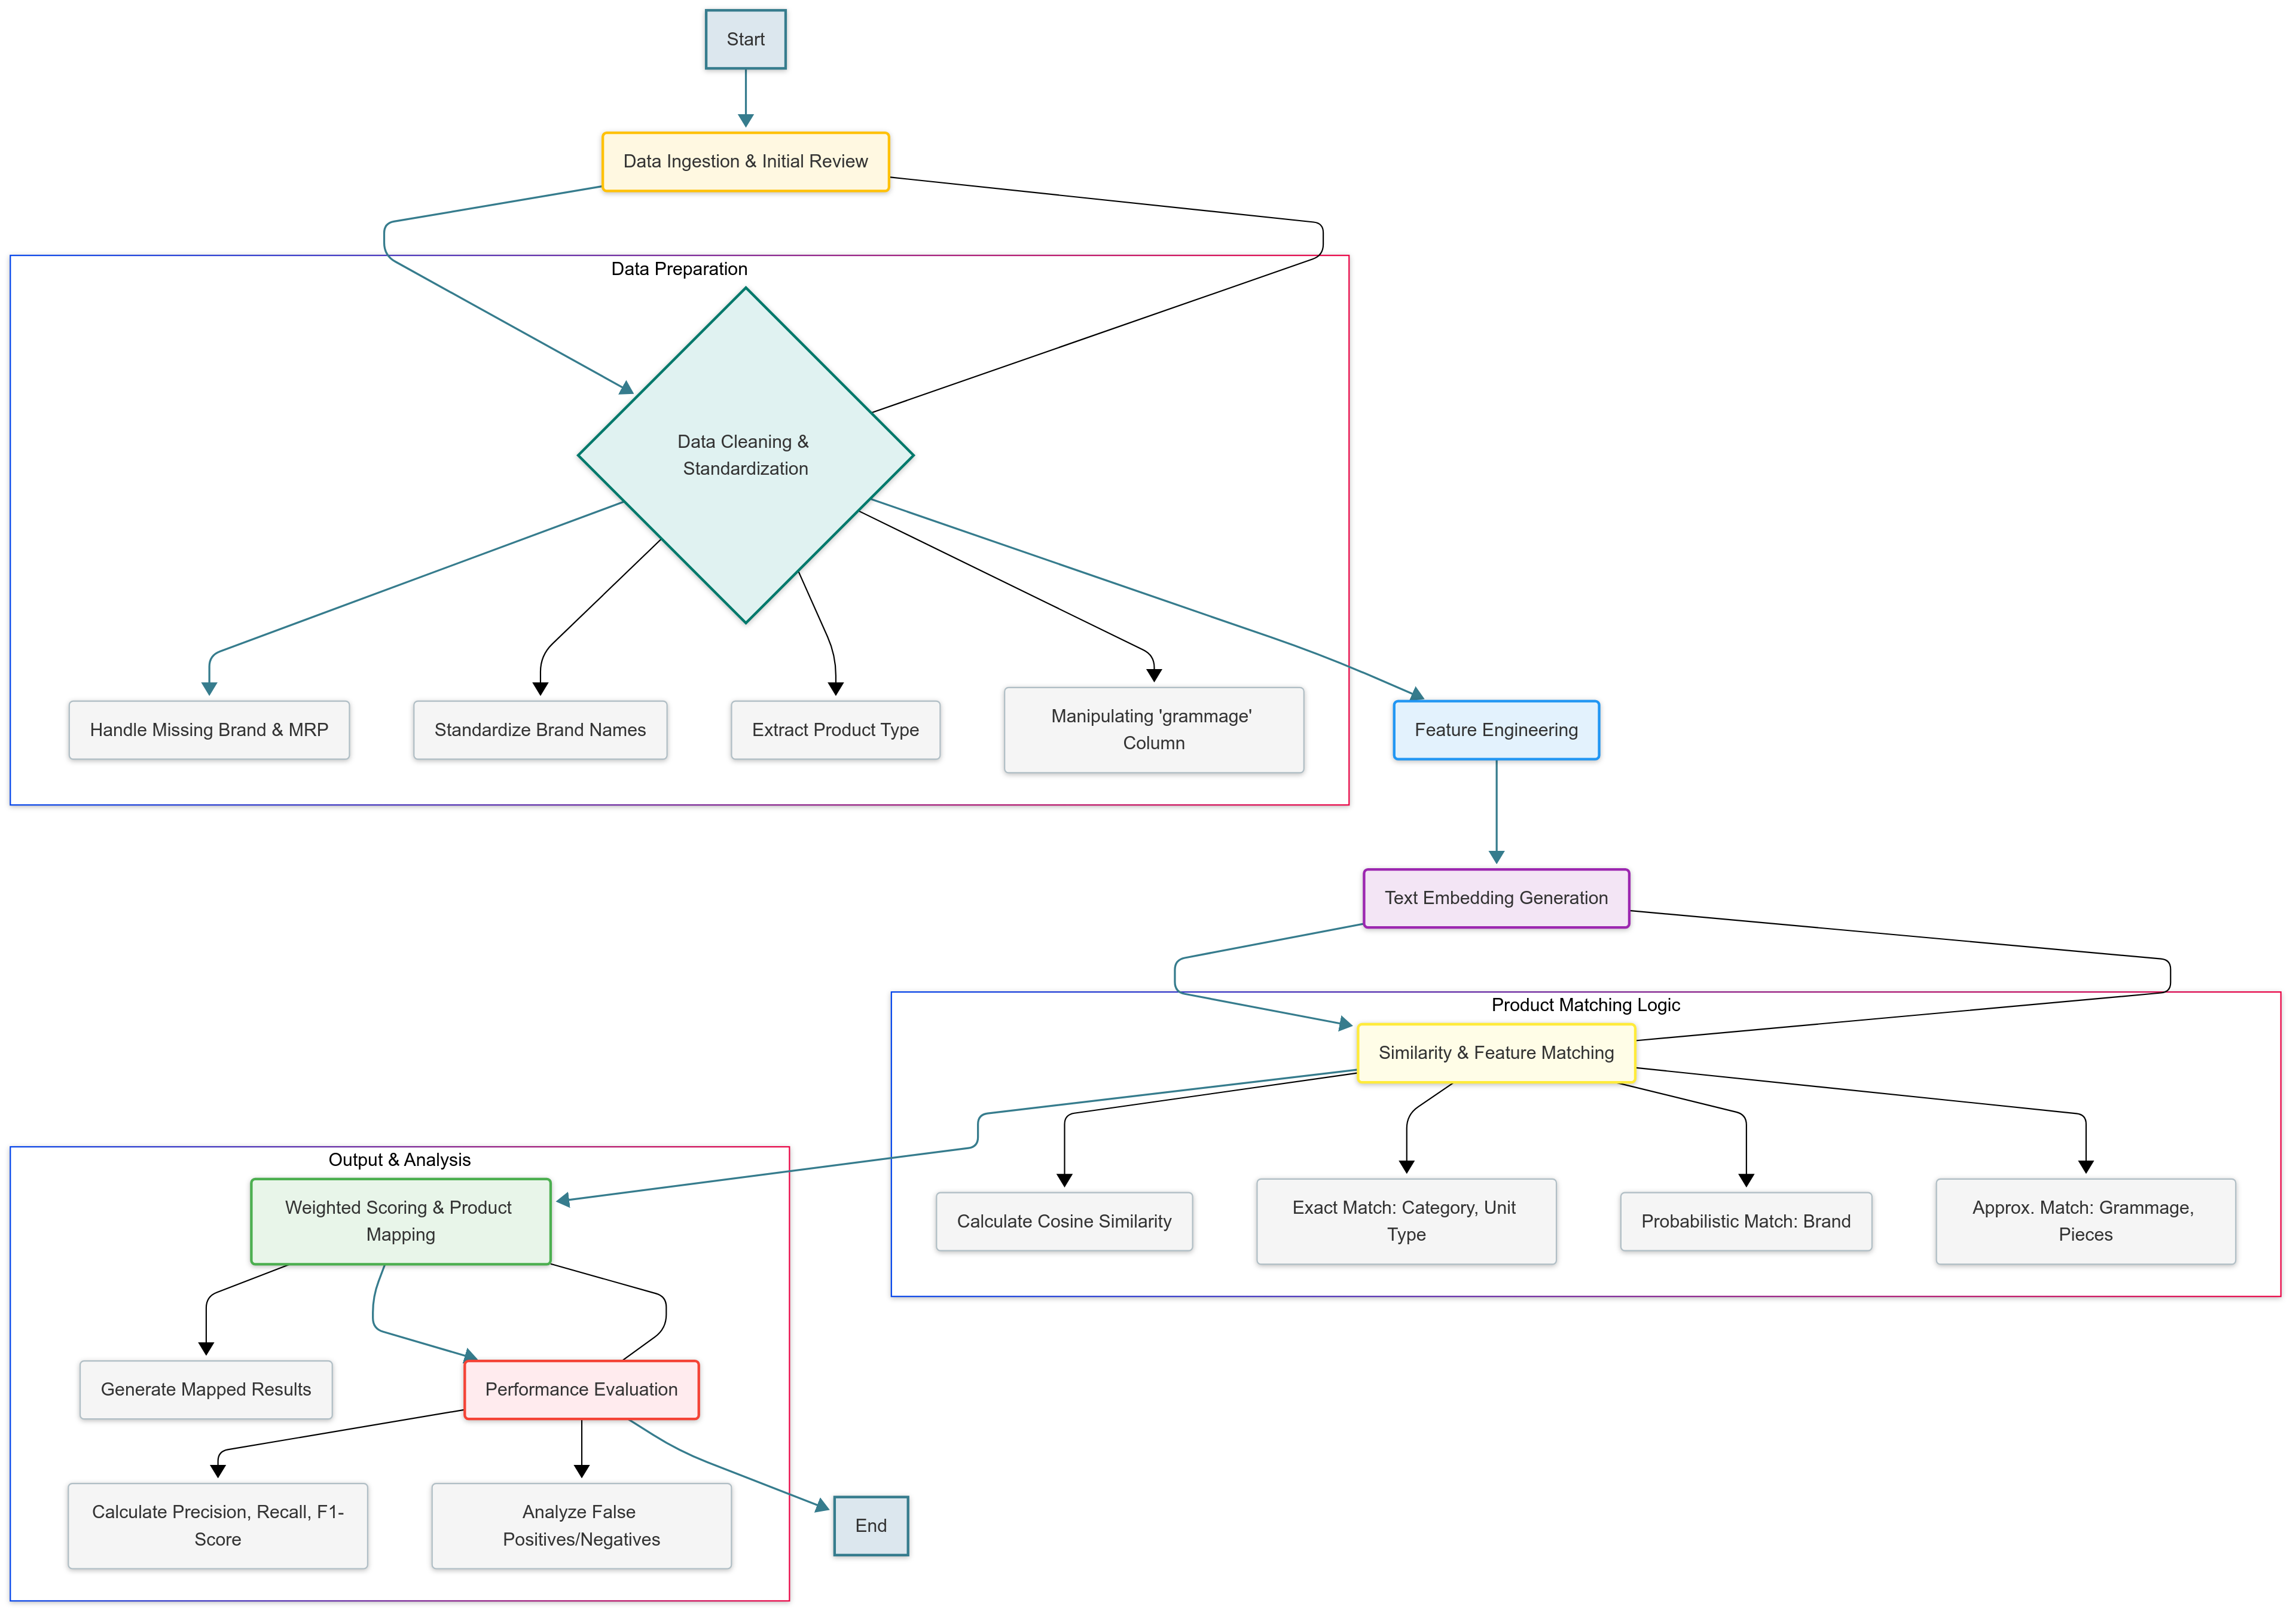 Start
Data Ingestion & Initial Review
Data Preparation
Data Cleaning &
Standardization
Handle Missing Brand & MRP
Standardize Brand Names
Extract Product Type
Manipulating 'grammage'
Column
Feature Engineering
Text Embedding Generation
Product Matching Logic
Similarity & Feature Matching
Calculate Cosine Similarity
Exact Match: Category, Unit
Type
Probabilistic Match: Brand
Approx. Match: Grammage,
Pieces
Output & Analysis
Weighted Scoring & Product
Mapping
Generate Mapped Results
Performance Evaluation
Calculate Precision, Recall, F1-
Score
Analyze False
Positives/Negatives
End